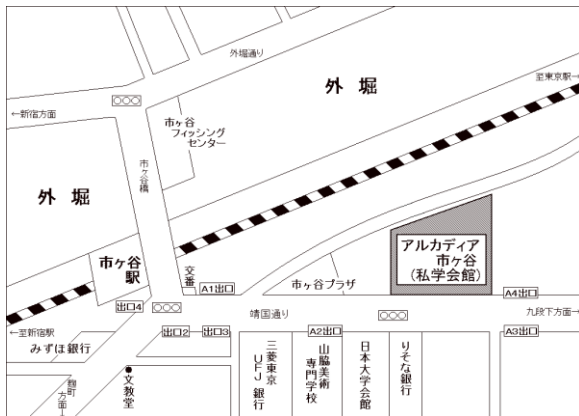 外堀通り
外 堀
至東京駅→
←新宿方面
市ヶ谷
フィッシング
センター
市ヶ谷橋
外 堀
市ヶ谷
駅
交番
A1出口
市ヶ谷プラザ
アルカディア
市ヶ谷
(私学会館)
A4出口
出口4
靖国通り
九段下方面→
←至新宿駅
みずほ銀行
出口2
出口3
A2出口
A3出口
麹町
方面
文教堂
三菱東京
UFJ銀行
山脇美術
専門学校
日本大学会館
りそな銀行